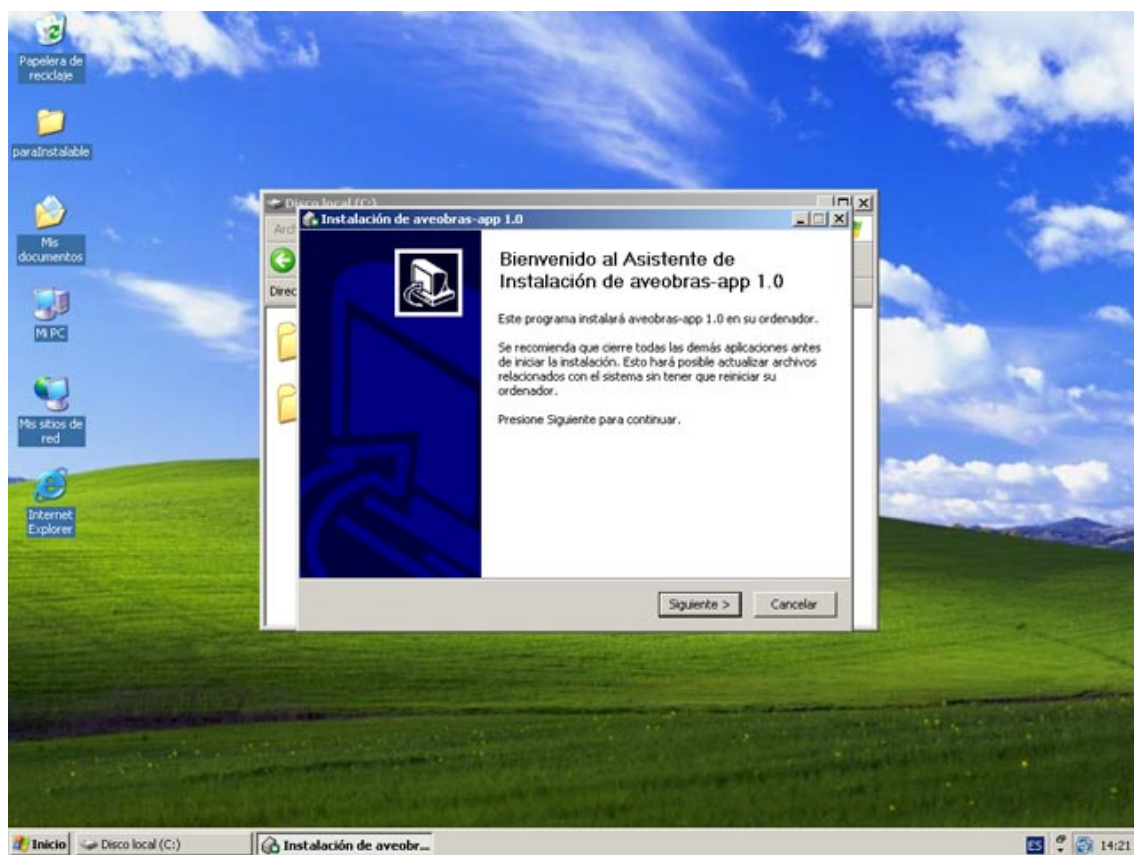 Papelera de
reciclaje
paraInstalable
Mis
documentos
Mi PC
Mis sitios de
red
Internet
Explorer
Disco local (C:)
Instalación de aveobras-app 1.0
Bienvenido al Asistente de
Instalación de aveobras-app 1.0
Este programa instalará aveobras-app 1.0 en su ordenador.
Se recomienda que cierre todas las demás aplicaciones antes
de iniciar la instalación. Esto hará posible actualizar archivos
relacionados con el sistema sin tener que reiniciar su
ordenador.
Presione Siguiente para continuar.
Siguiente >
Cancelar
Inicio
Disco local (C:)
Instalación de aveobr...
ES
14:21